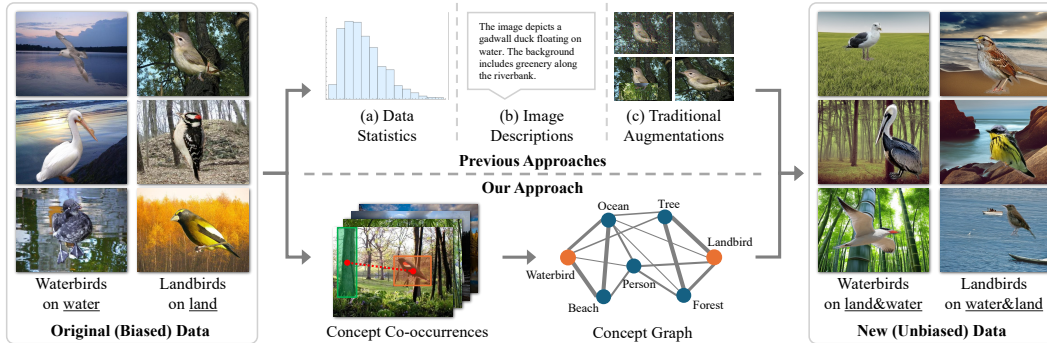 Waterbirds
on water
Landbirds
on land
Original (Biased) Data
(a) Data
Statistics
The image depicts a
gadwall duck floating on
water. The background
includes greenery along
the riverbank.
(b) Image
Descriptions
(c) Traditional
Augmentations
Previous Approaches
Our Approach
Concept Co-occurrences
Ocean
Tree
Waterbird
Landbird
Person
Beach
Forest
Concept Graph
Waterbirds
on land&water
Landbirds
on water&land
New (Unbiased) Data